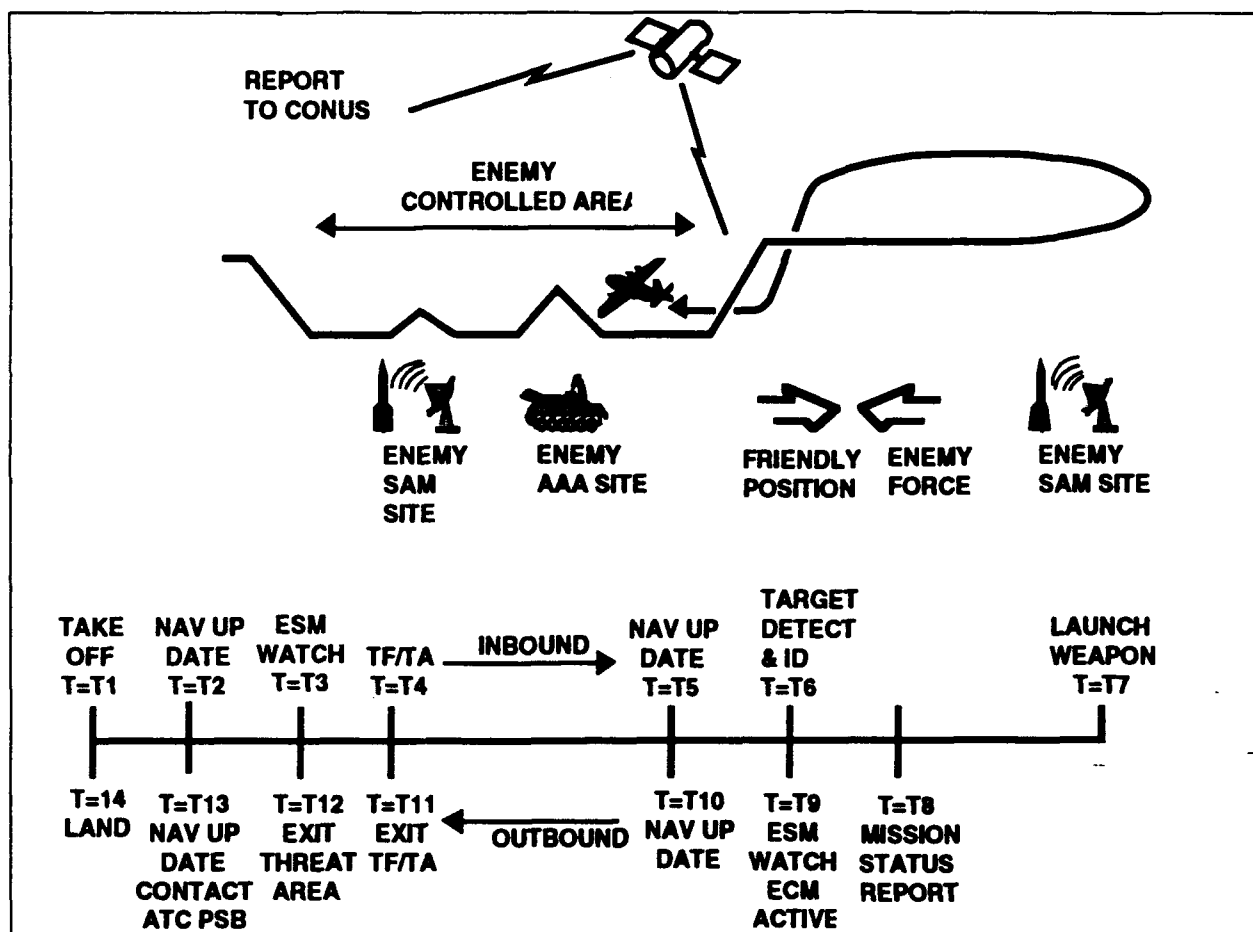 REPORT
TO CONUS
ENEMY
CONTROLLED AREA
ENEMY
SAM
SITE
ENEMY
AAA SITE
FRIENDLY
POSITION
ENEMY
FORCE
ENEMY
SAM SITE
TAKE
OFF
T=T1
NAV UP
DATE
T=T2
ESM
WATCH
T=T3
TF/TA
T=T4
INBOUND
NAV UP
DATE
T=T5
TARGET
DETECT
& ID
T=T6
LAUNCH
WEAPON
T=T7
T=14
LAND
T=T13
NAV UP
DATE
CONTACT
ATC PSB
T=T12
EXIT
THREAT
AREA
T=T11
EXIT
TF/TA
OUTBOUND
T=T10
NAV UP
DATE
T=T9
ESM
WATCH
ECM
ACTIVE
T=T8
MISSION
STATUS
REPORT